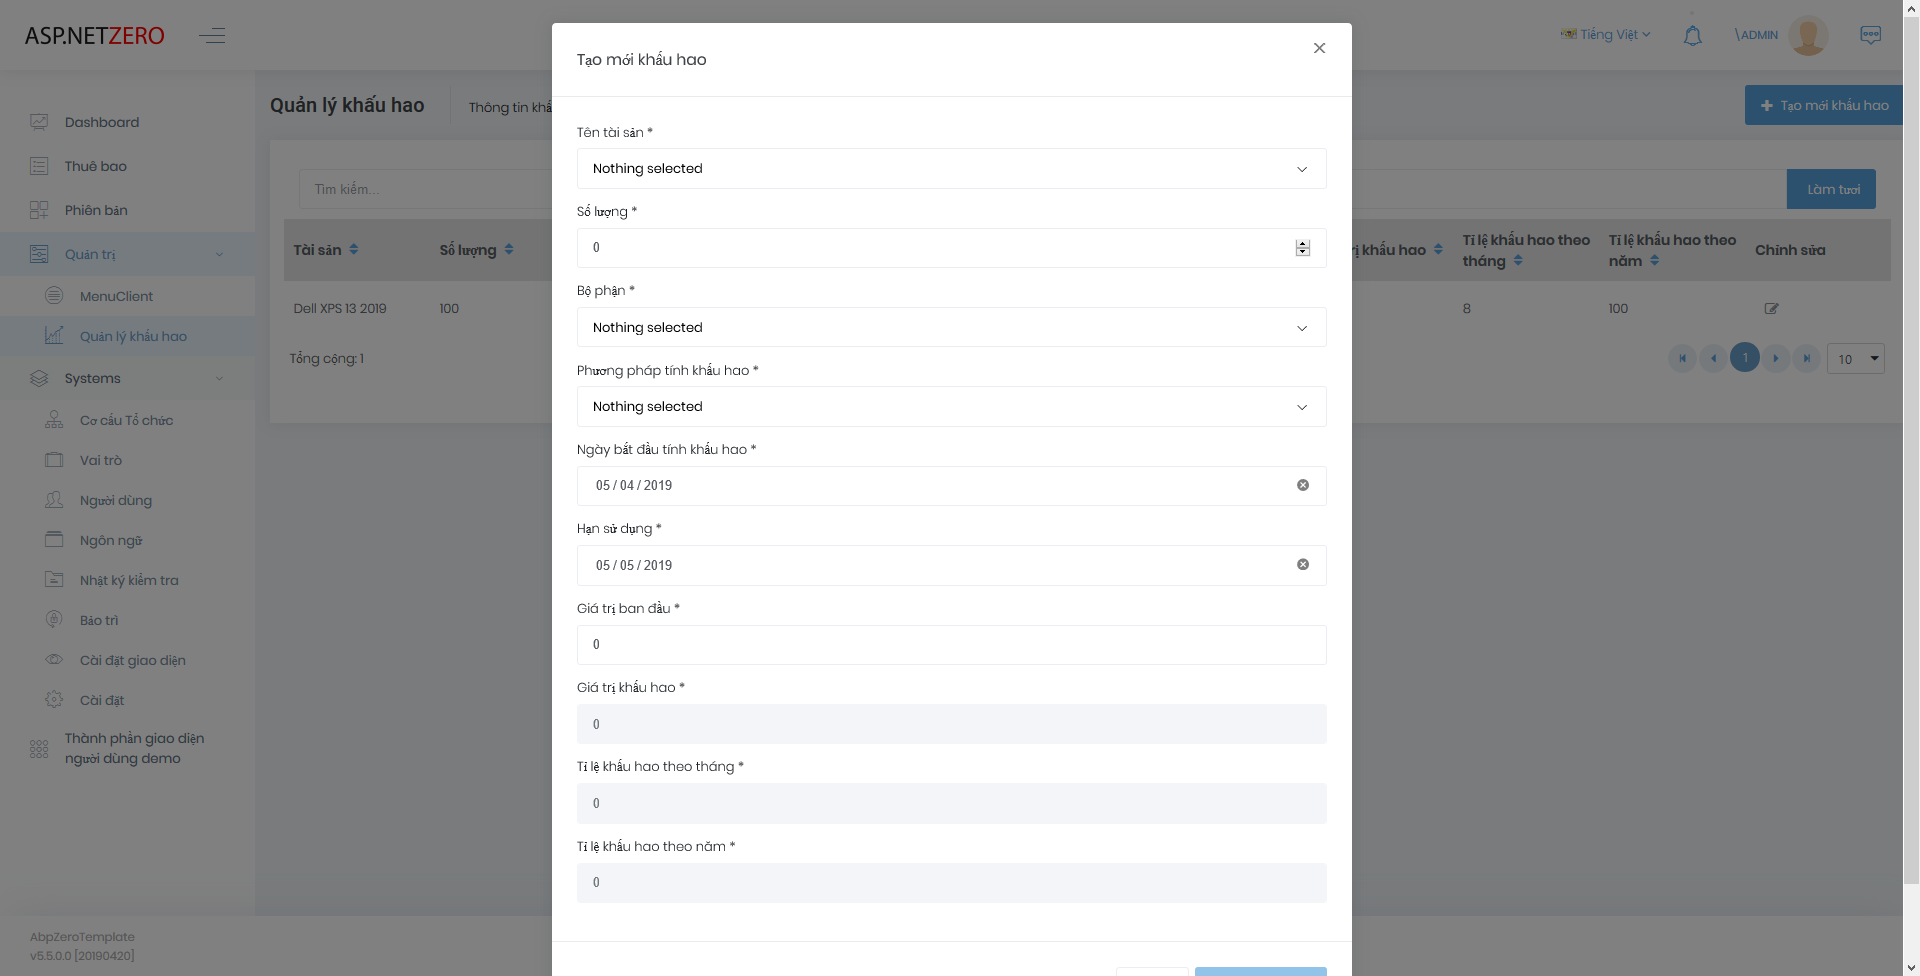 ASP.NETZERO
Tiếng Việt
\ADMIN
Tạo mới khấu hao
Dashboard
Thuê bao
Phiên bản
Quản trị
MenuClient
Quản lý khấu hao
Systems
Cơ cấu Tổ chức
Vai trò
Người dùng
Ngôn ngữ
Nhật ký kiểm tra
Bảo trì
Cài đặt giao diện
Cài đặt
Thành phần giao diện
người dùng demo
Quản lý khấu hao
Thông tin khấ
Tạo mới khấu hao
Tìm kiếm...
Làm tươi
Tài sản
Số lượng
rị khấu hao
Tỉ lệ khấu hao theo
tháng
Tỉ lệ khấu hao theo
năm
Chỉnh sửa
Dell XPS 13 2019
100
8
100
Tổng cộng: 1
1
10
Tên tài sản *
Nothing selected
Số lượng *
0
Bộ phận *
Nothing selected
Phương pháp tính khấu hao *
Nothing selected
Ngày bắt đầu tính khấu hao *
05 / 04 / 2019
Hạn sử dụng *
05 / 05 / 2019
Giá trị ban đầu *
0
Giá trị khấu hao *
0
Tỉ lệ khấu hao theo tháng *
0
Tỉ lệ khấu hao theo năm *
0
AbpZeroTemplate
v5.5.0.0 [20190420]